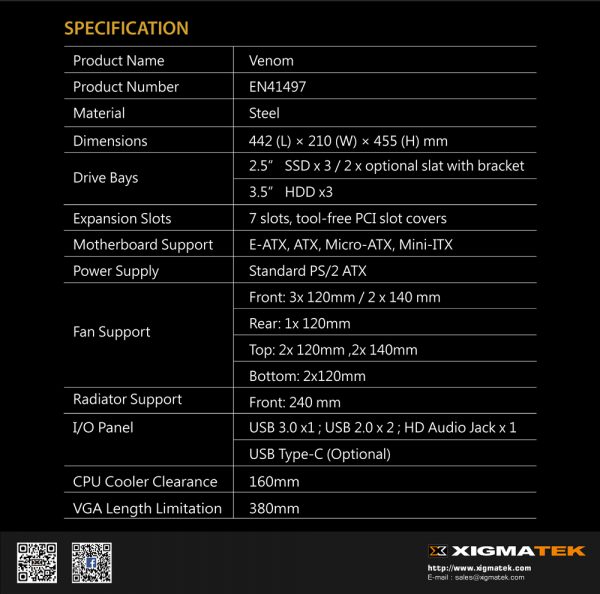 SPECIFICATION
Product Name Venom
Product Number EN41497
Material Steel
Dimensions 442 (L) × 210 (W) × 455 (H) mm
Drive Bays 2.5” SSD x 3 / 2 x optional slat with bracket
3.5” HDD x3
Expansion Slots 7 slots, tool-free PCI slot covers
Motherboard Support E-ATX, ATX, Micro-ATX, Mini-ITX
Power Supply Standard PS/2 ATX
Fan Support Front: 3x 120mm / 2 x 140 mm
Rear: 1x 120mm
Top: 2x 120mm ,2x 140mm
Bottom: 2x120mm
Radiator Support Front: 240 mm
I/O Panel USB 3.0 x1 ; USB 2.0 x 2 ; HD Audio Jack x 1
USB Type-C (Optional)
CPU Cooler Clearance 160mm
VGA Length Limitation 380mm
XIGMATEK
http://www.xigmatek.com
E-mail : sales@xigmatek.com